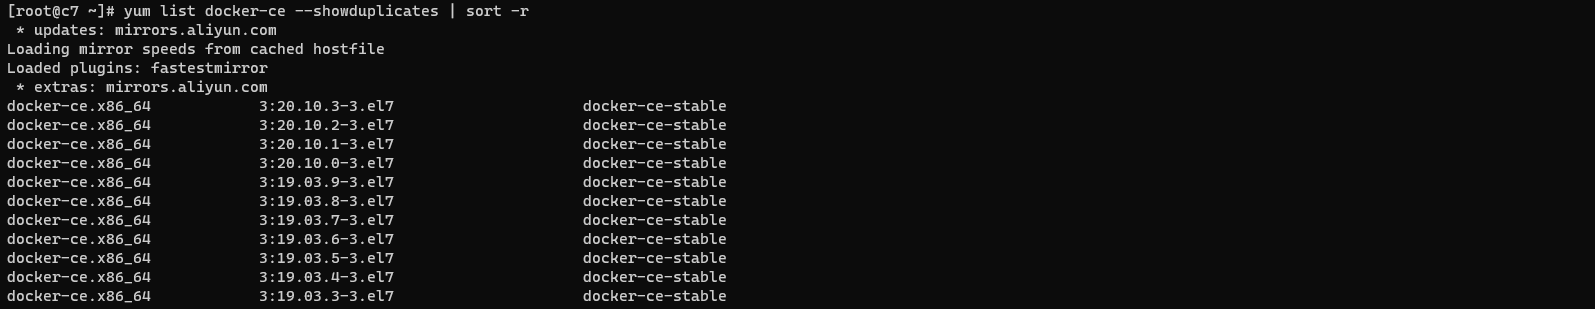 [root@c7 ~]# yum list docker-ce --showduplicates | sort -r
 * updates: mirrors.aliyun.com
Loading mirror speeds from cached hostfile
Loaded plugins: fastestmirror
 * extras: mirrors.aliyun.com
docker-ce.x86_64            3:20.10.3-3.el7                     docker-ce-stable
docker-ce.x86_64            3:20.10.2-3.el7                     docker-ce-stable
docker-ce.x86_64            3:20.10.1-3.el7                     docker-ce-stable
docker-ce.x86_64            3:20.10.0-3.el7                     docker-ce-stable
docker-ce.x86_64            3:19.03.9-3.el7                     docker-ce-stable
docker-ce.x86_64            3:19.03.8-3.el7                     docker-ce-stable
docker-ce.x86_64            3:19.03.7-3.el7                     docker-ce-stable
docker-ce.x86_64            3:19.03.6-3.el7                     docker-ce-stable
docker-ce.x86_64            3:19.03.5-3.el7                     docker-ce-stable
docker-ce.x86_64            3:19.03.4-3.el7                     docker-ce-stable
docker-ce.x86_64            3:19.03.3-3.el7                     docker-ce-stable